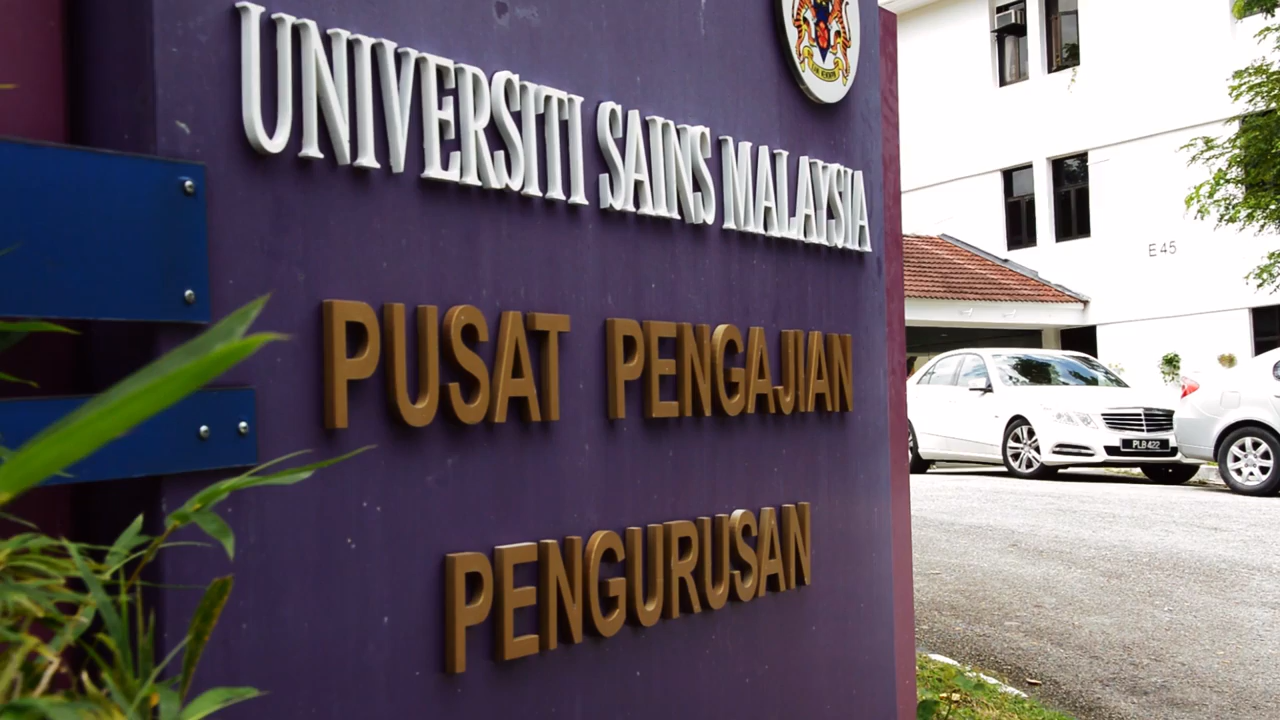 UNIVERSITI SAINS MALAYSIA
PUSAT PENGAJIAN
PENGURUSAN
E45
PLB 422